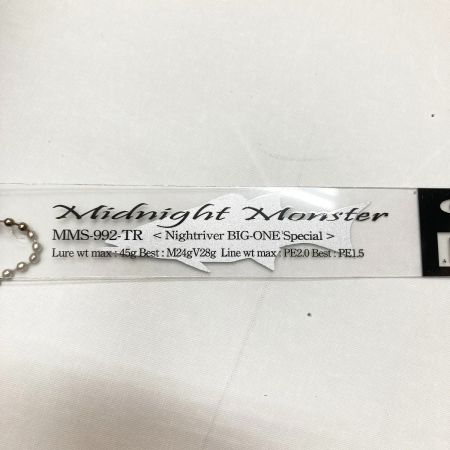 Midnight Monster
MMS-992-TR < Nightriver BIG-ONE Special >
Lure wt max : 45g Best : M24gV28g Line wt max : PE2.0 Best : PE1.5